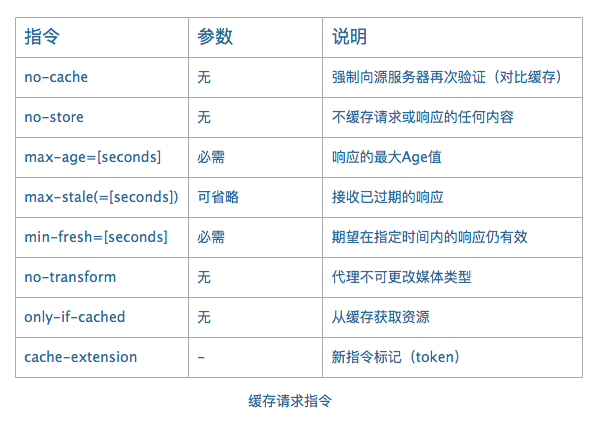 指令 参数 说明
no-cache 无 强制向源服务器再次验证（对比缓存）
no-store 无 不缓存请求或响应的任何内容
max-age=[seconds] 必需 响应的最大Age值
max-stale(=[seconds]) 可省略 接收已过期的响应
min-fresh=[seconds] 必需 期望在指定时间内的响应仍有效
no-transform 无 代理不可更改媒体类型
only-if-cached 无 从缓存获取资源
cache-extension - 新指令标记（token）
缓存请求指令